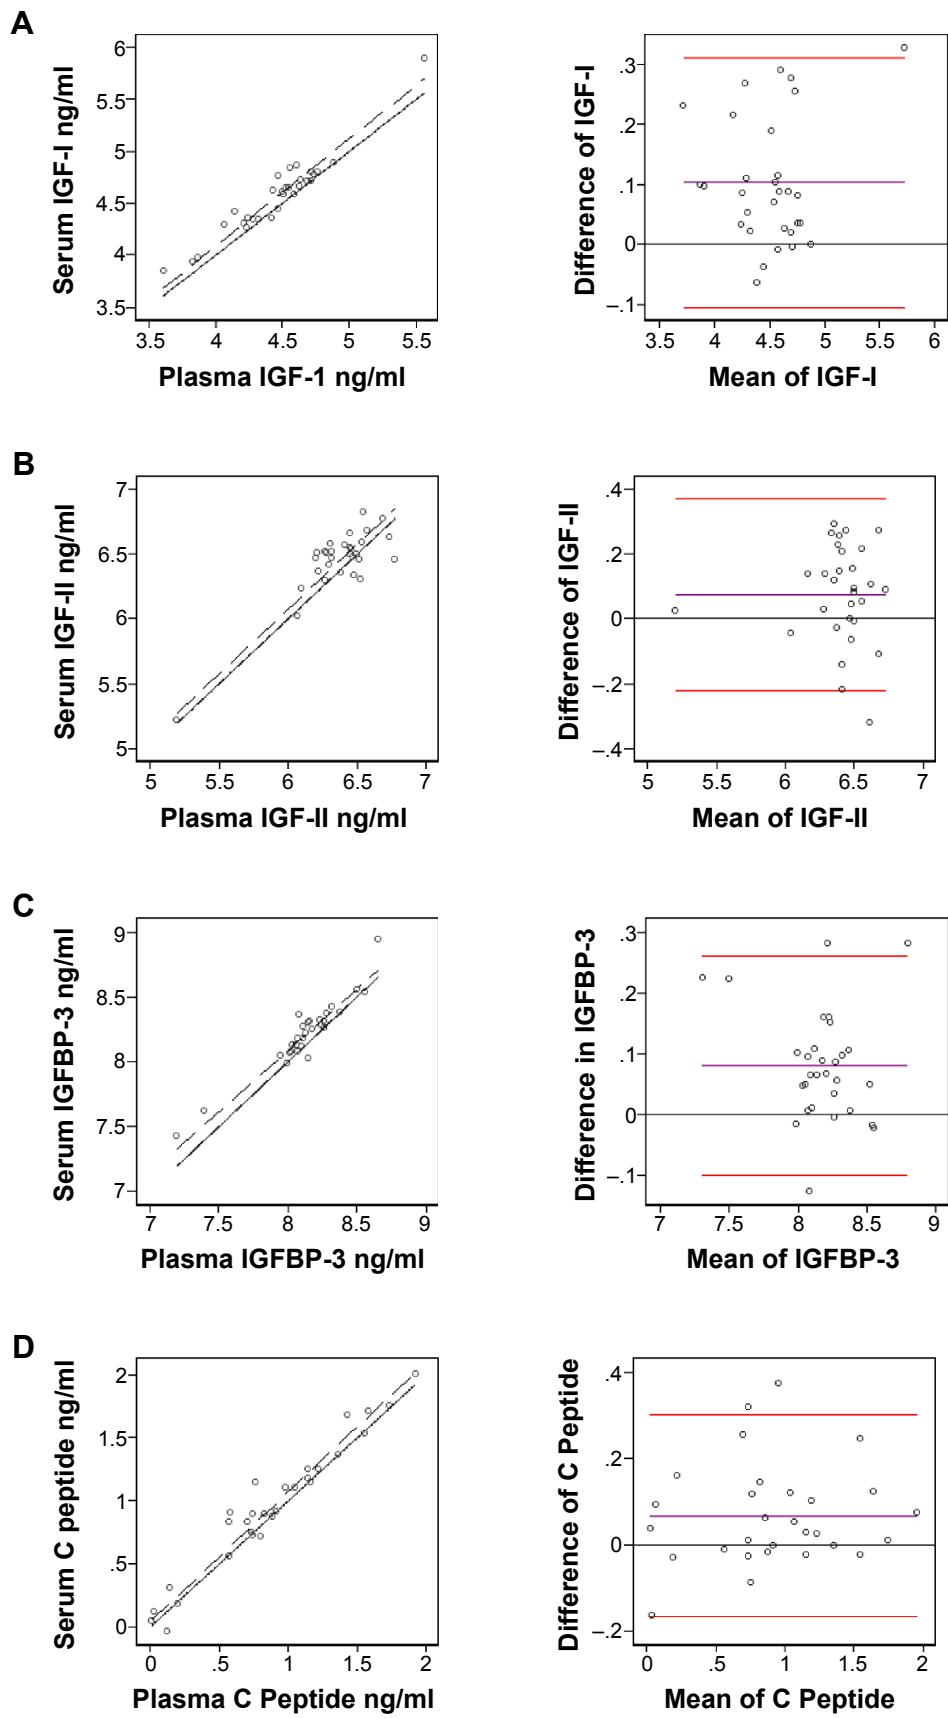 A
Serum IGF-I ng/ml
6
5.5
5
4.5
4
3.5
3.5 4 4.5 5 5.5
Plasma IGF-1 ng/ml
Difference of IGF-I
.3
.2
.1
0
–.1
3.5 4 4.5 5 5.5 6
Mean of IGF-I
B
Serum IGF-II ng/ml
7
6.5
6
5.5
5
5 5.5 6 6.5 7
Plasma IGF-II ng/ml
Difference of IGF-II
.4
.2
0
–.2
–.4
5 5.5 6 6.5 7
Mean of IGF-II
C
Serum IGFBP-3 ng/ml
9
8.5
8
7.5
7
7 7.5 8 8.5 9
Plasma IGFBP-3 ng/ml
Difference in IGFBP-3
.3
.2
.1
0
–.1
7 7.5 8 8.5 9
Mean of IGFBP-3
D
Serum C peptide ng/ml
2
1.5
1
.5
0
0 .5 1 1.5 2
Plasma C Peptide ng/ml
Difference of C Peptide
.4
.2
0
–.2
0 .5 1 1.5 2
Mean of C Peptide